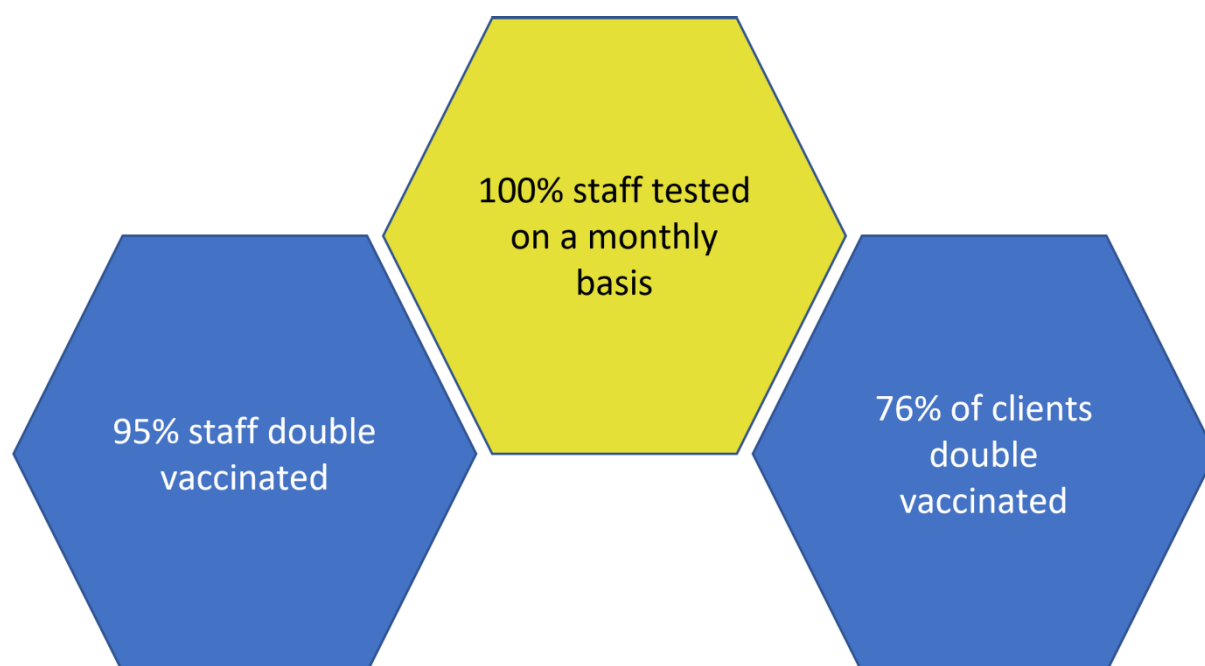 100% staff tested
on a monthly
basis
95% staff double
vaccinated
76% of clients
double
vaccinated